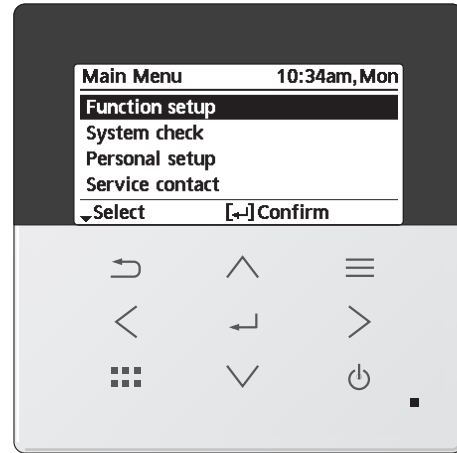 Main Menu 10:34am,Mon
Function setup
System check
Personal setup
Service contact
Select [↵]Confirm